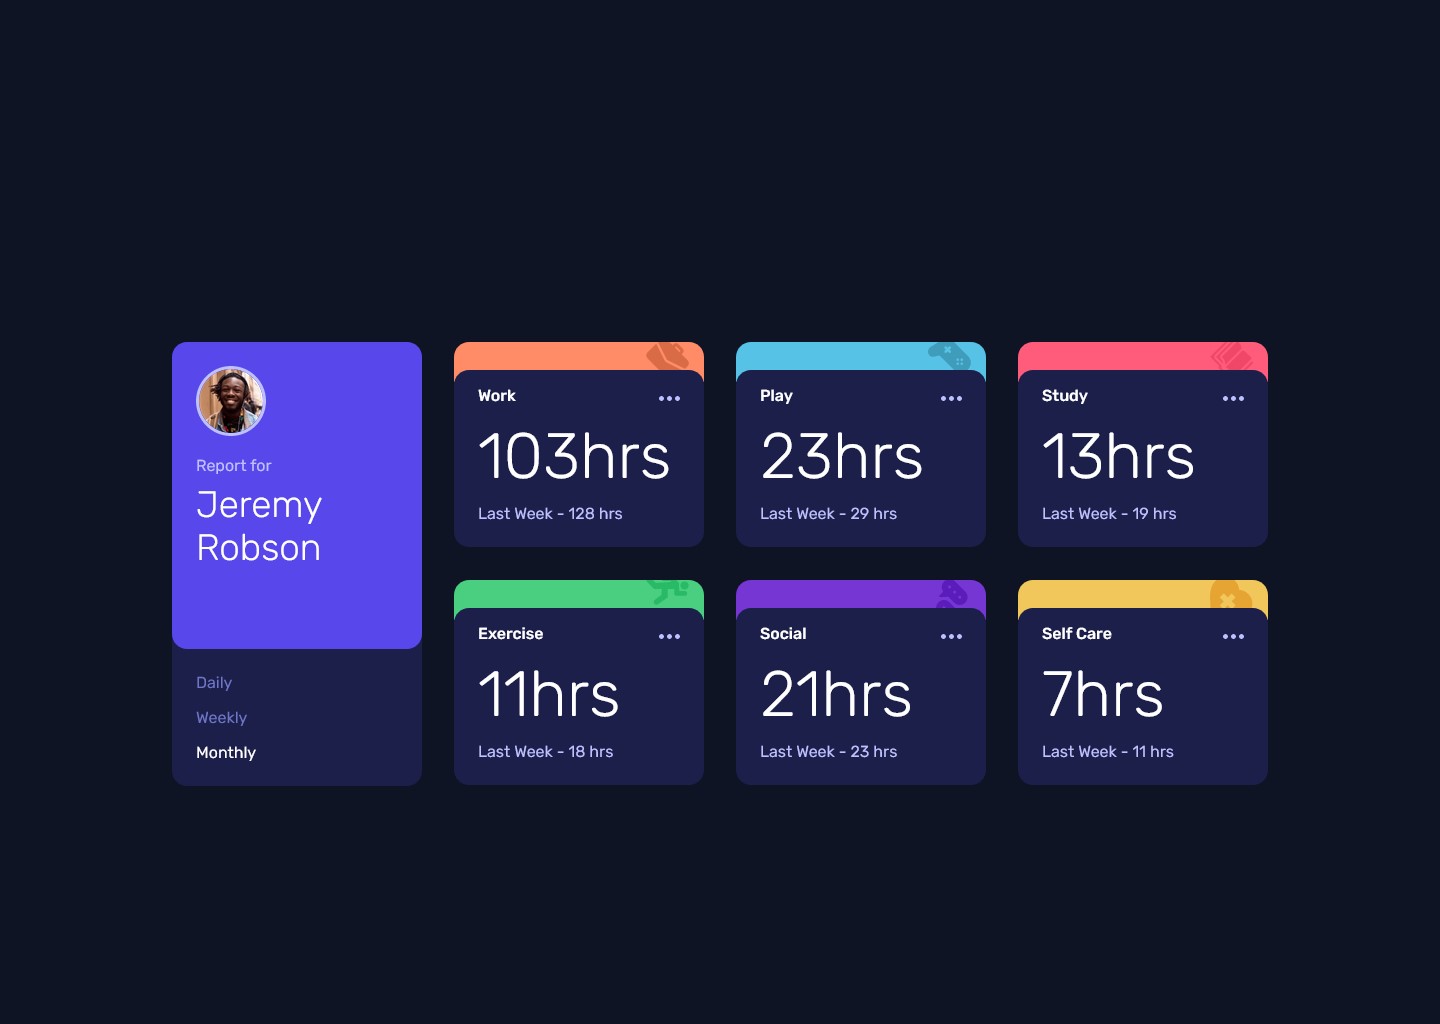 Report for
Jeremy
Robson
Daily
Weekly
Monthly
Work
103hrs
Last Week - 128 hrs
Play
23hrs
Last Week - 29 hrs
Study
13hrs
Last Week - 19 hrs
Exercise
11hrs
Last Week - 18 hrs
Social
21hrs
Last Week - 23 hrs
Self Care
7hrs
Last Week - 11 hrs